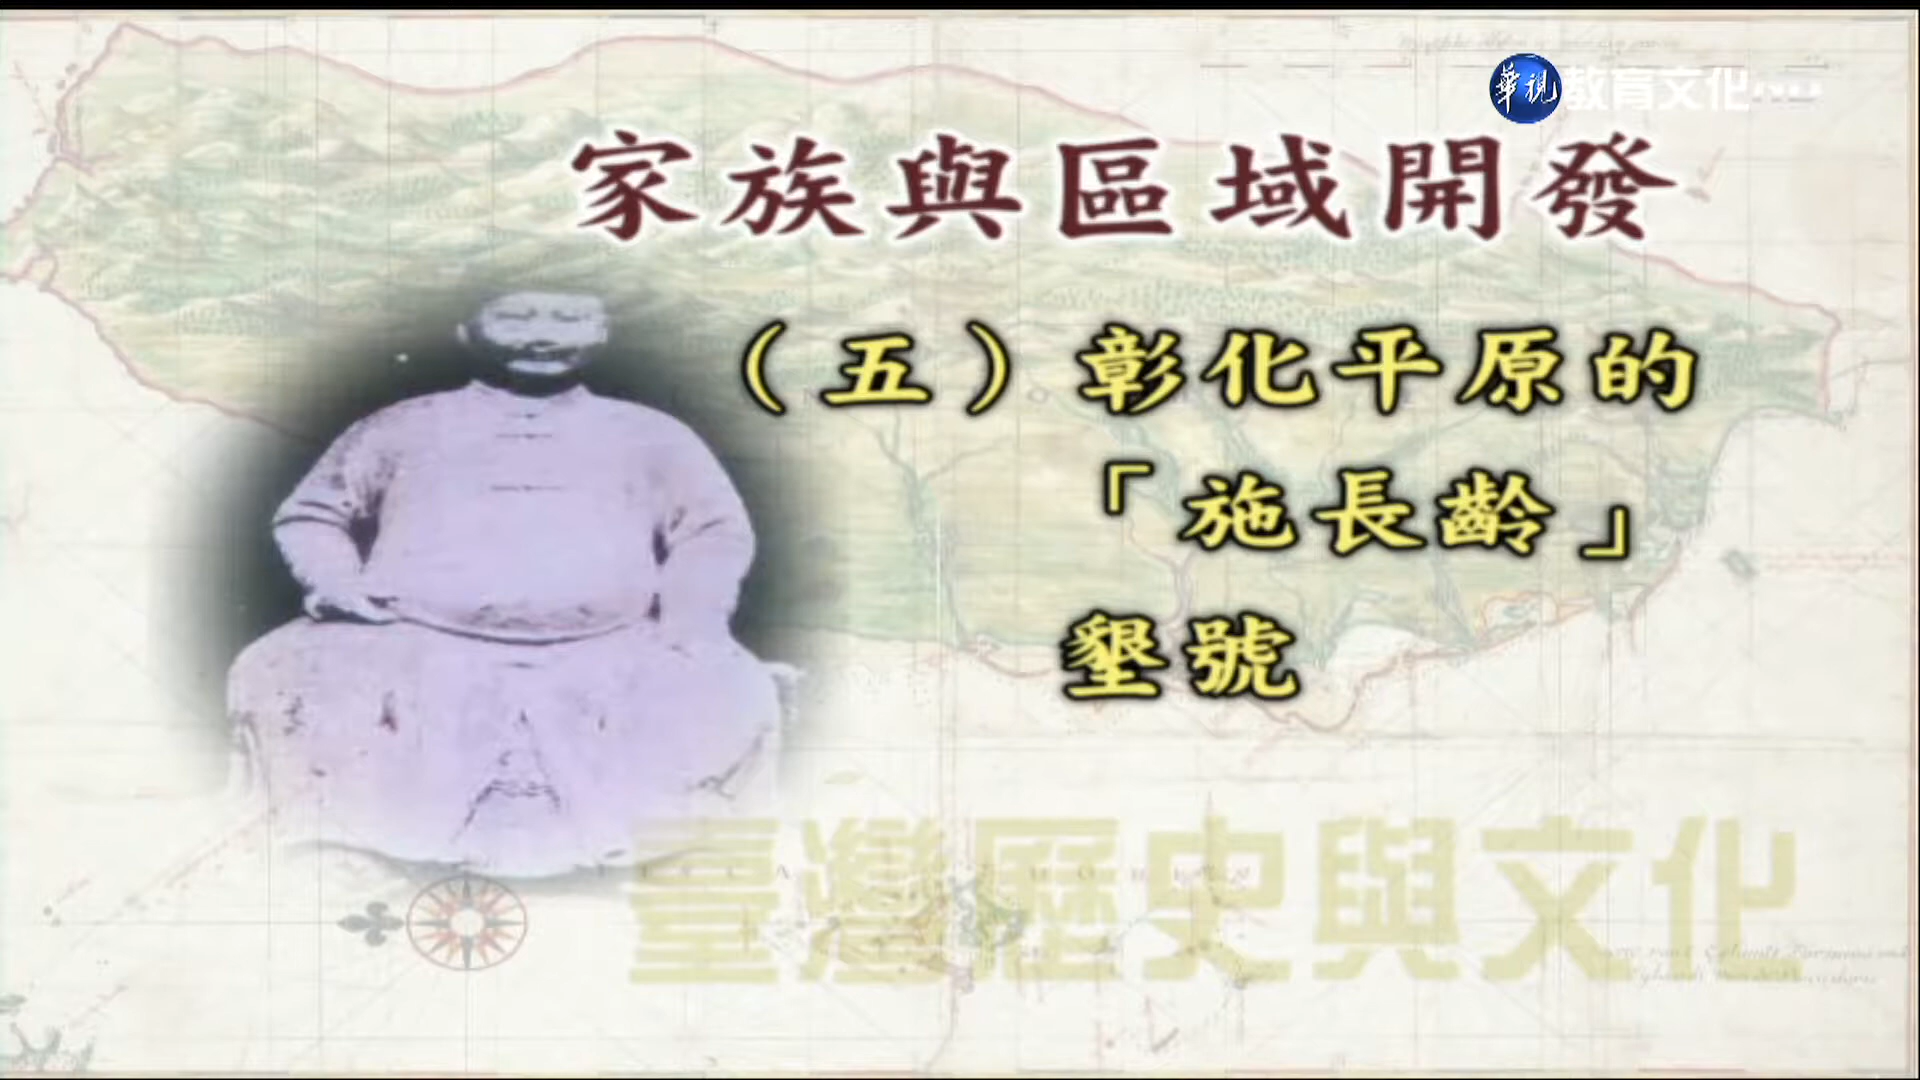 華視 教育文化
家族與區域開發
（五）彰化平原的
「施長齡」
墾號
臺灣歷史與文化